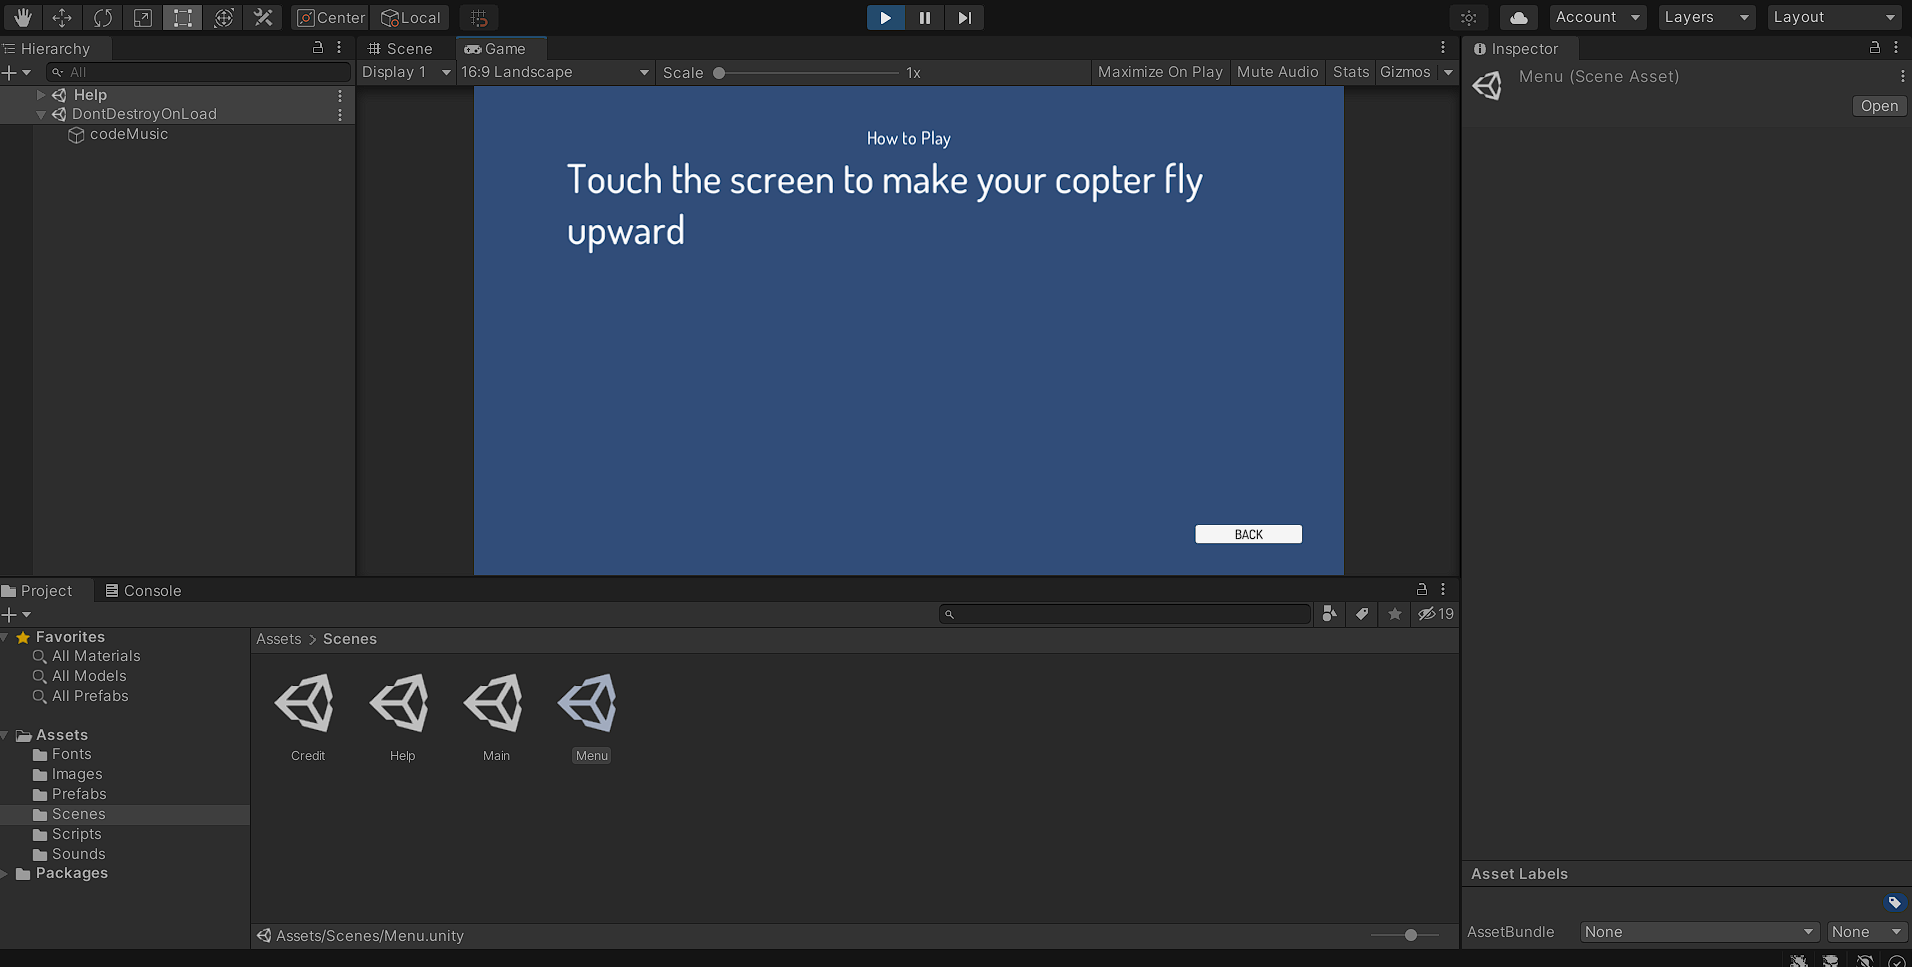 Center
Local
Account
Layers
Layout
Hierarchy
All
Help
DontDestroyOnLoad
codeMusic
Scene
Game
Display 1
16:9 Landscape
Scale
1x
Maximize On Play
Mute Audio
Stats
Gizmos
How to Play
Touch the screen to make your copter fly
upward
BACK
Inspector
Menu (Scene Asset)
Open
Project
Console
19
Favorites
All Materials
All Models
All Prefabs
Assets
Fonts
Images
Prefabs
Scenes
Scripts
Sounds
Packages
Assets > Scenes
Credit
Help
Main
Menu
Assets/Scenes/Menu.unity
Asset Labels
AssetBundle
None
None